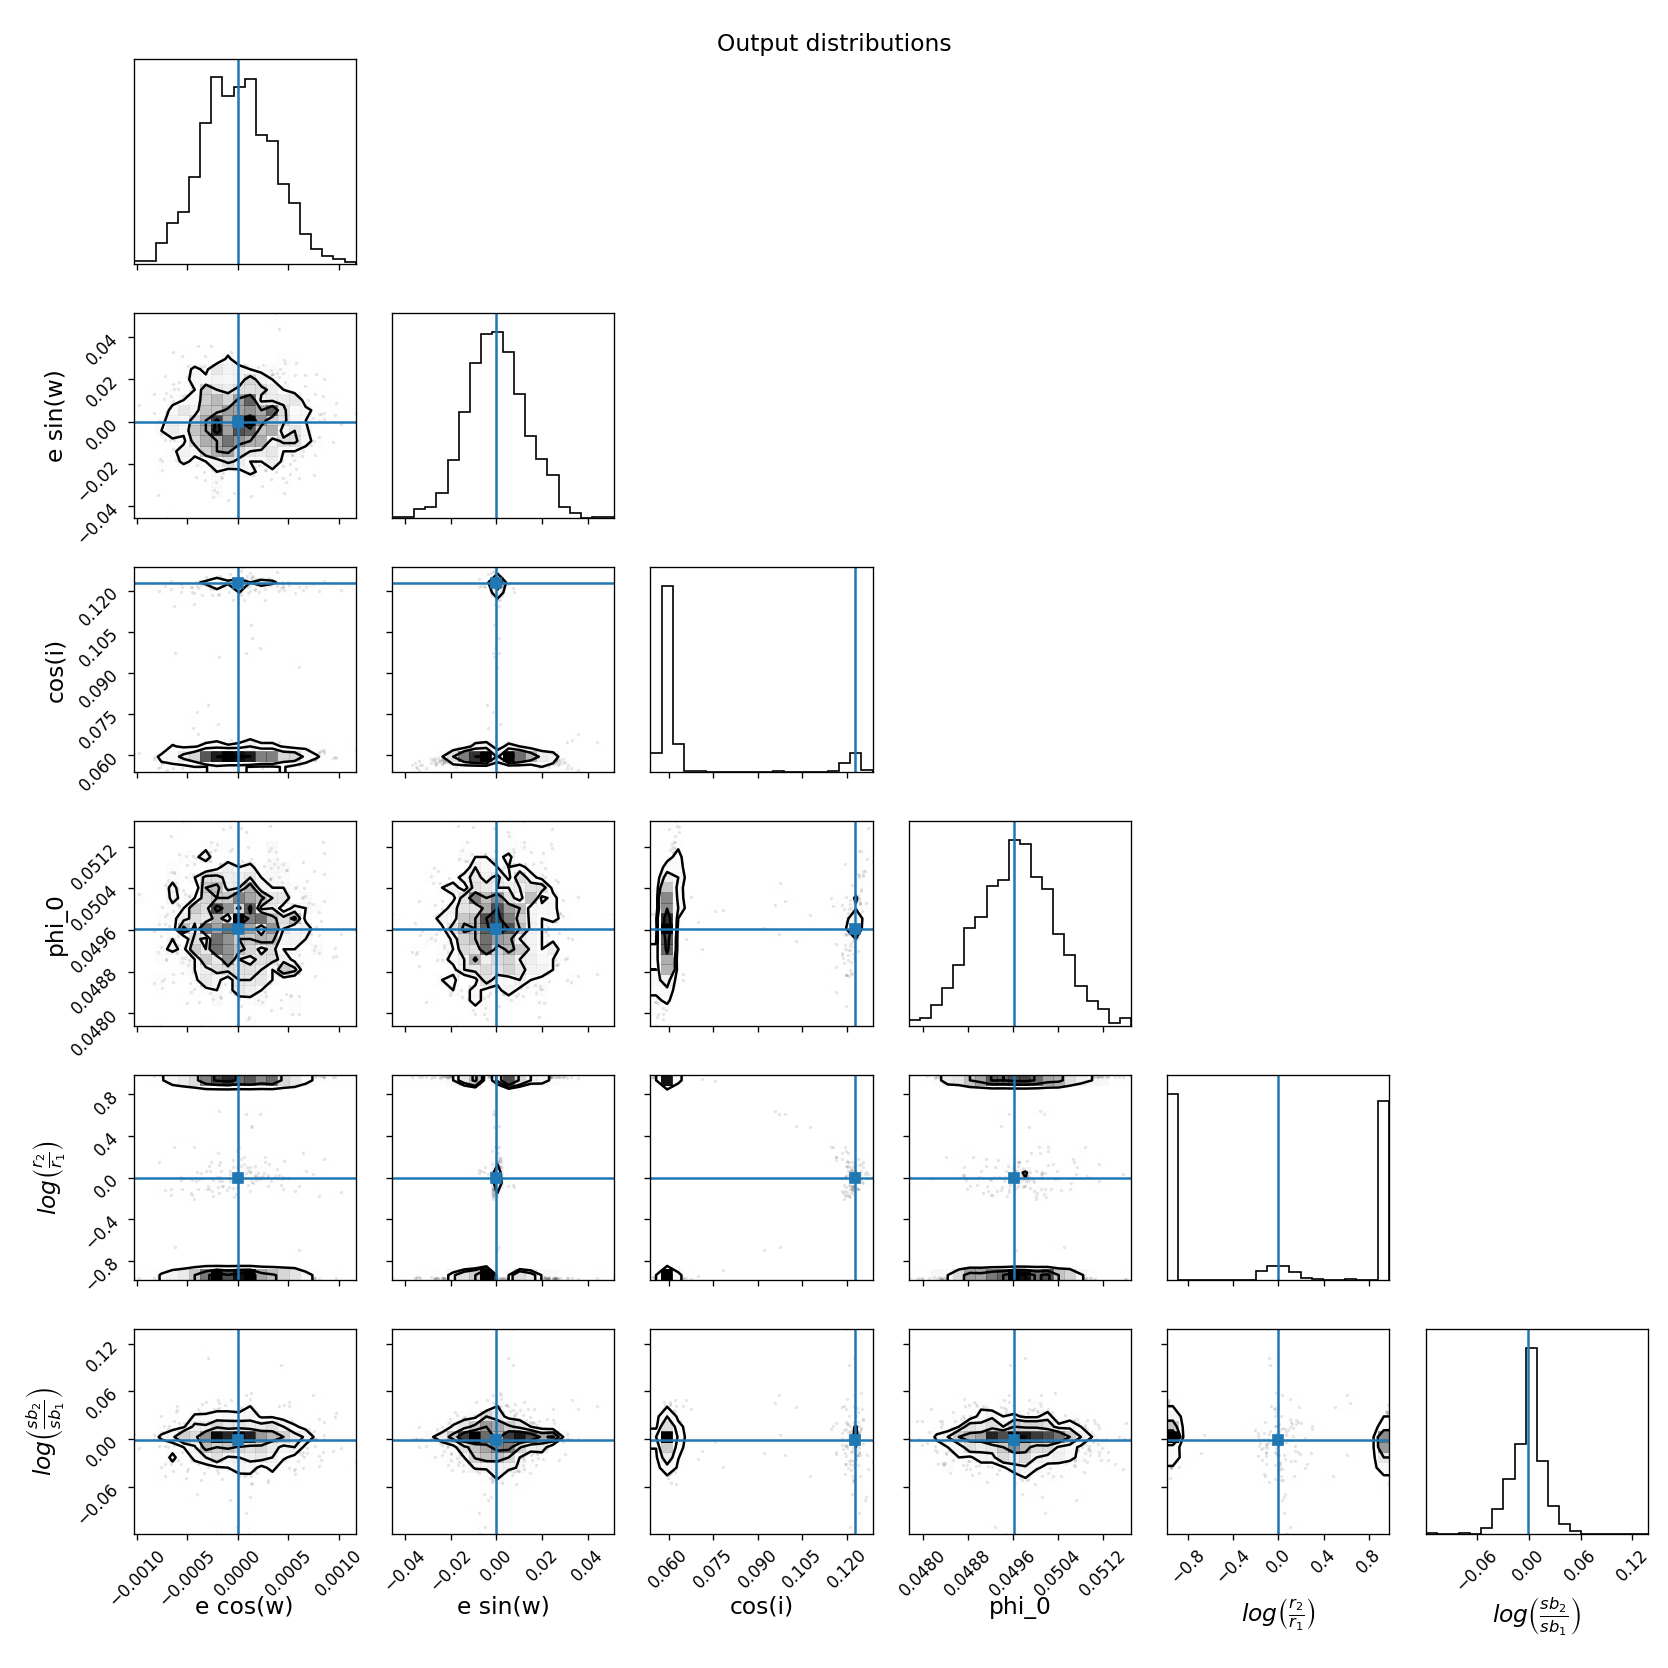 Output distributions
e sin(w)
0.04
0.02
0.00
−0.02
−0.04
cos(i)
0.120
0.105
0.090
0.075
0.060
phi_0
0.0512
0.0504
0.0496
0.0488
0.0480
log(r₂/r₁)
0.8
0.4
0.0
−0.4
−0.8
log(sb₂/sb₁)
0.12
0.06
0.00
−0.06
−0.0010 −0.0005 0.0000 0.0005 0.0010
e cos(w)
−0.04 −0.02 0.00 0.02 0.04
e sin(w)
0.060 0.075 0.090 0.105 0.120
cos(i)
0.0480 0.0488 0.0496 0.0504 0.0512
phi_0
−0.8 −0.4 0.0 0.4 0.8
log(r₂/r₁)
−0.06 0.00 0.06 0.12
log(sb₂/sb₁)